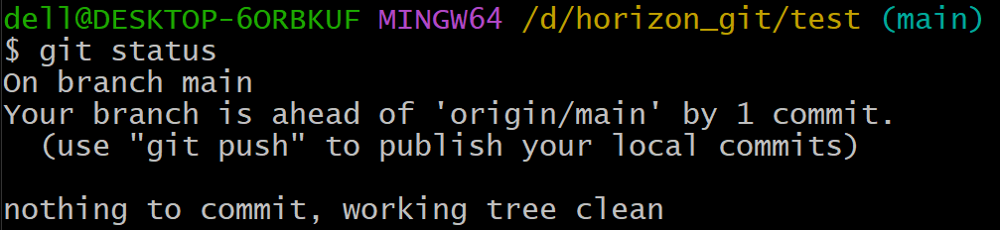 dell@DESKTOP-6ORBKUF MINGW64 /d/horizon_git/test (main)
$ git status
On branch main
Your branch is ahead of 'origin/main' by 1 commit.
  (use "git push" to publish your local commits)

nothing to commit, working tree clean